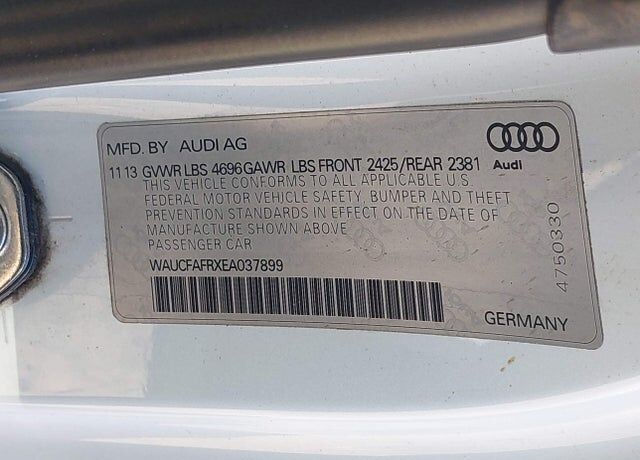 MFD. BY AUDI AG
11 13 GVWR LBS 4696 GAWR LBS FRONT 2425/REAR 2381
Audi
THIS VEHICLE CONFORMS TO ALL APPLICABLE U.S.
FEDERAL MOTOR VEHICLE SAFETY, BUMPER AND THEFT
PREVENTION STANDARDS IN EFFECT ON THE DATE OF
MANUFACTURE SHOWN ABOVE
PASSENGER CAR
WAUCFAFRXEA037899
4750330
GERMANY